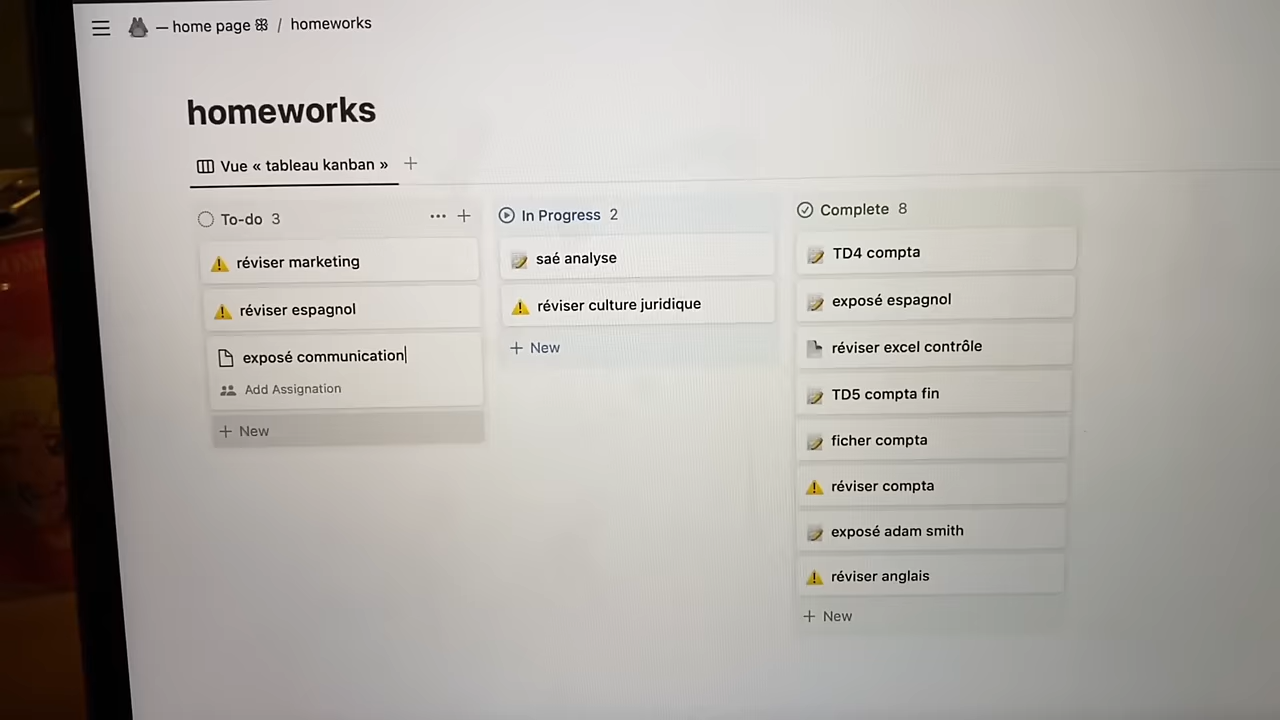 — home page / homeworks
homeworks
Vue « tableau kanban »
To-do 3
réviser marketing
réviser espagnol
exposé communication
Add Assignation
New
In Progress 2
saé analyse
réviser culture juridique
New
Complete 8
TD4 compta
exposé espagnol
réviser excel contrôle
TD5 compta fin
ficher compta
réviser compta
exposé adam smith
réviser anglais
New